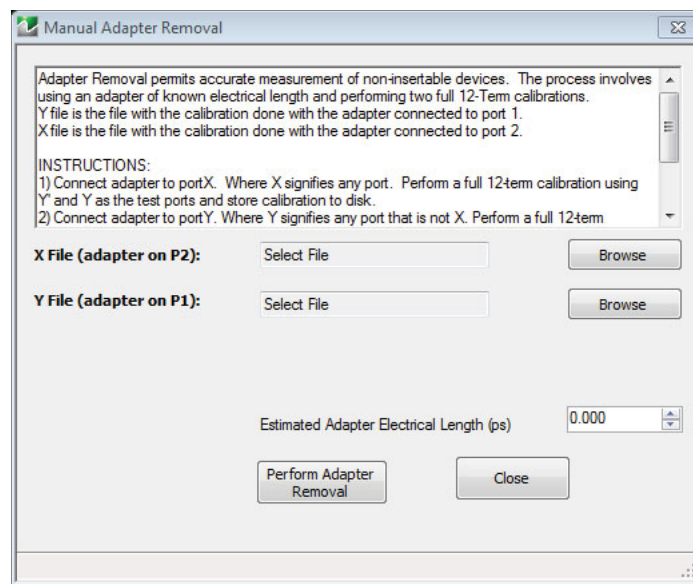 Manual Adapter Removal
Adapter Removal permits accurate measurement of non-insertable devices. The process involves
using an adapter of known electrical length and performing two full 12-Term calibrations.
Y file is the file with the calibration done with the adapter connected to port 1.
X file is the file with the calibration done with the adapter connected to port 2.
INSTRUCTIONS:
1) Connect adapter to portX. Where X signifies any port. Perform a full 12-term calibration using
Y' and Y as the test ports and store calibration to disk.
2) Connect adapter to portY. Where Y signifies any port that is not X. Perform a full 12-term
X File (adapter on P2): Select File Browse
Y File (adapter on P1): Select File Browse
Estimated Adapter Electrical Length (ps) 0.000
Perform Adapter
Removal
Close